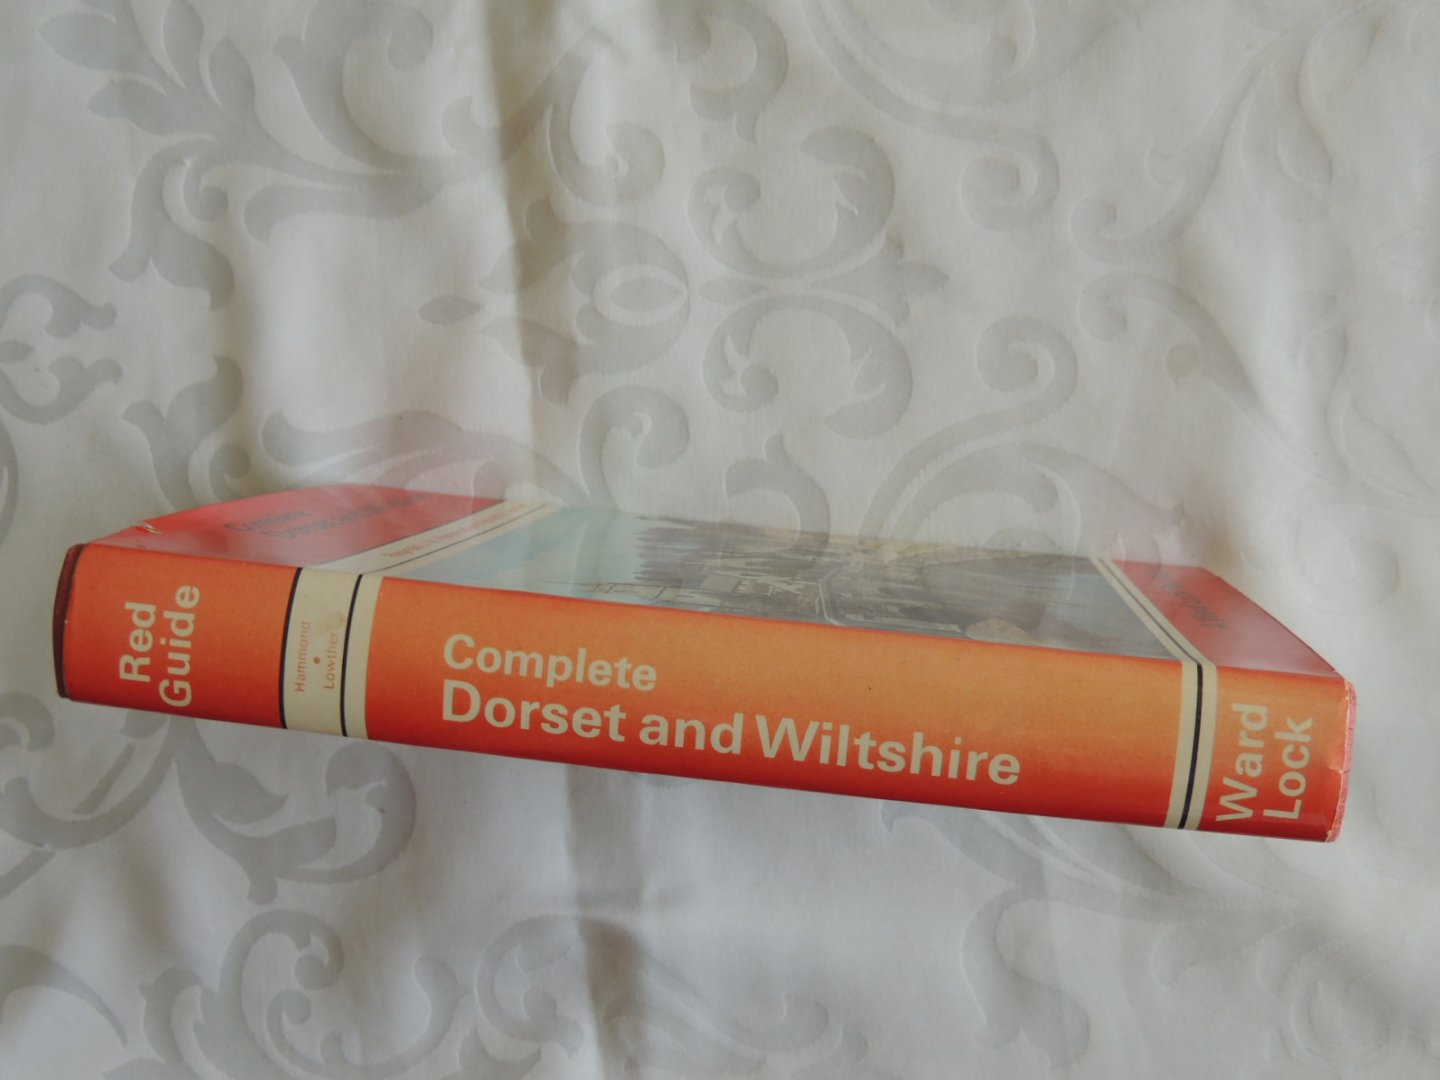 Red
Guide
Hammond
Lowther
Complete
Dorset and Wiltshire
Ward
Lock